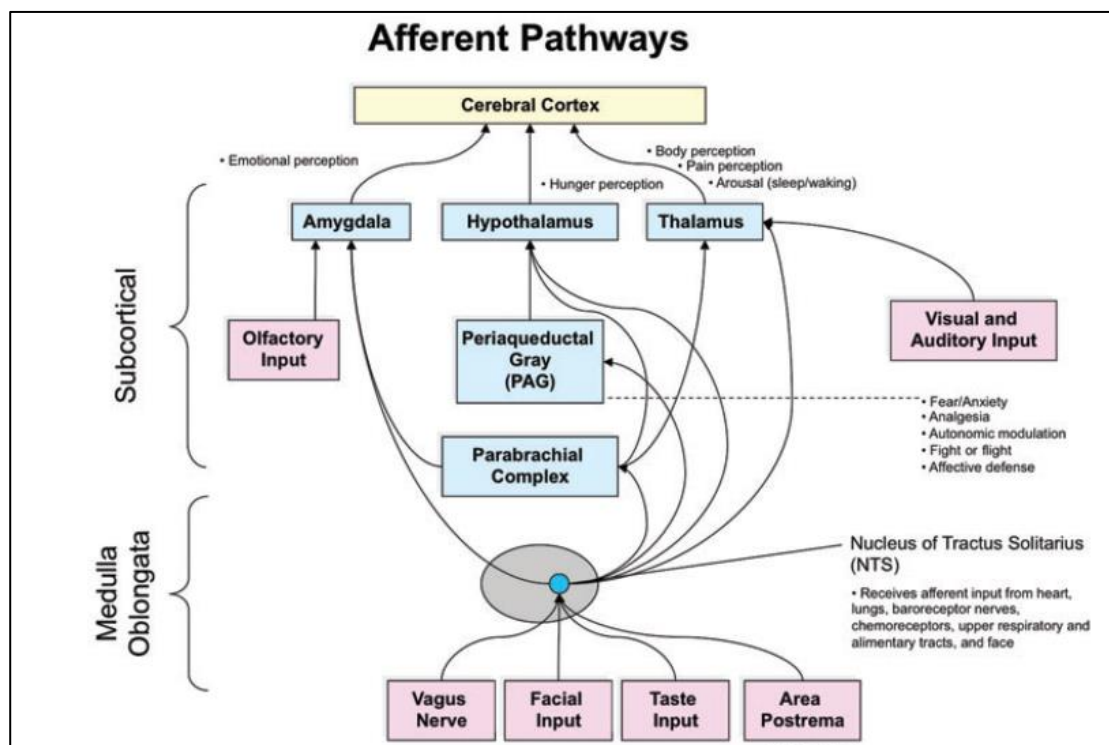 Afferent Pathways
Cerebral Cortex
• Emotional perception
• Body perception
• Pain perception
• Arousal (sleep/waking)
• Hunger perception
Amygdala
Hypothalamus
Thalamus
Subcortical
Olfactory
Input
Periaqueductal
Gray
(PAG)
Visual and
Auditory Input
• Fear/Anxiety
• Analgesia
• Autonomic modulation
• Fight or flight
• Affective defense
Parabrachial
Complex
Medulla
Oblongata
Nucleus of Tractus Solitarius
(NTS)
• Receives afferent input from heart,
lungs, baroreceptor nerves,
chemoreceptors, upper respiratory and
alimentary tracts, and face
Vagus
Nerve
Facial
Input
Taste
Input
Area
Postrema